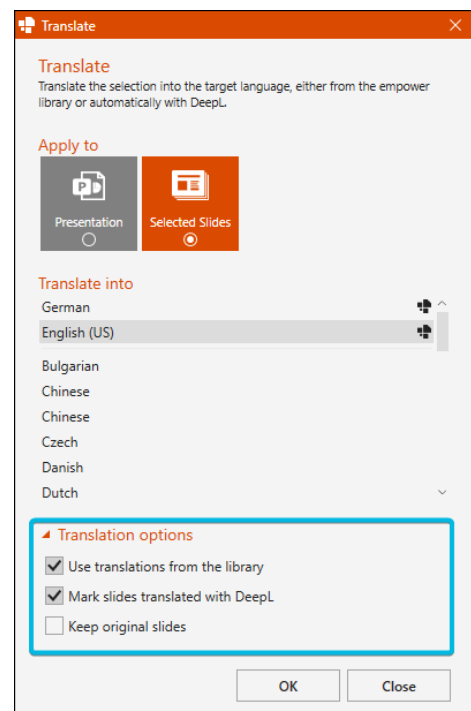 Translate
Translate
Translate the selection into the target language, either from the empower
library or automatically with DeepL.
Apply to
Presentation
Selected Slides
Translate into
German
English (US)
Bulgarian
Chinese
Chinese
Czech
Danish
Dutch
Translation options
Use translations from the library
Mark slides translated with DeepL
Keep original slides
OK
Close